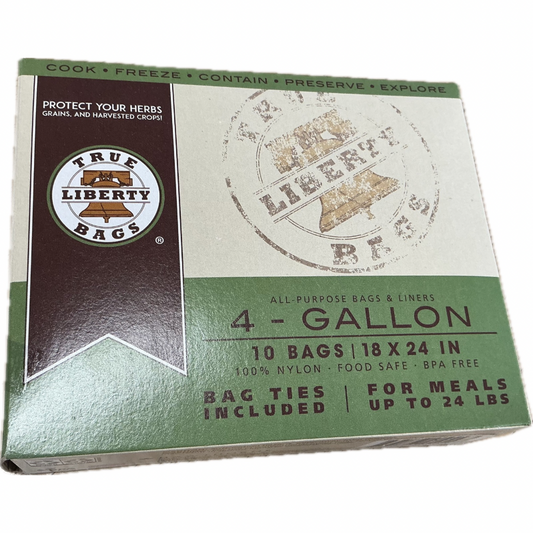 COOK • FREEZE • CONTAIN • PRESERVE • EXPLORE
PROTECT YOUR HERBS
GRAINS, AND HARVESTED CROPS!
TRUE
LIBERTY
BAGS
®
TRUE
LIBERTY
BAGS
ALL-PURPOSE BAGS & LINERS
4 - GALLON
10 BAGS | 18 X 24 IN
100% NYLON • FOOD SAFE • BPA FREE
BAG TIES
INCLUDED
FOR MEALS
UP TO 24 LBS